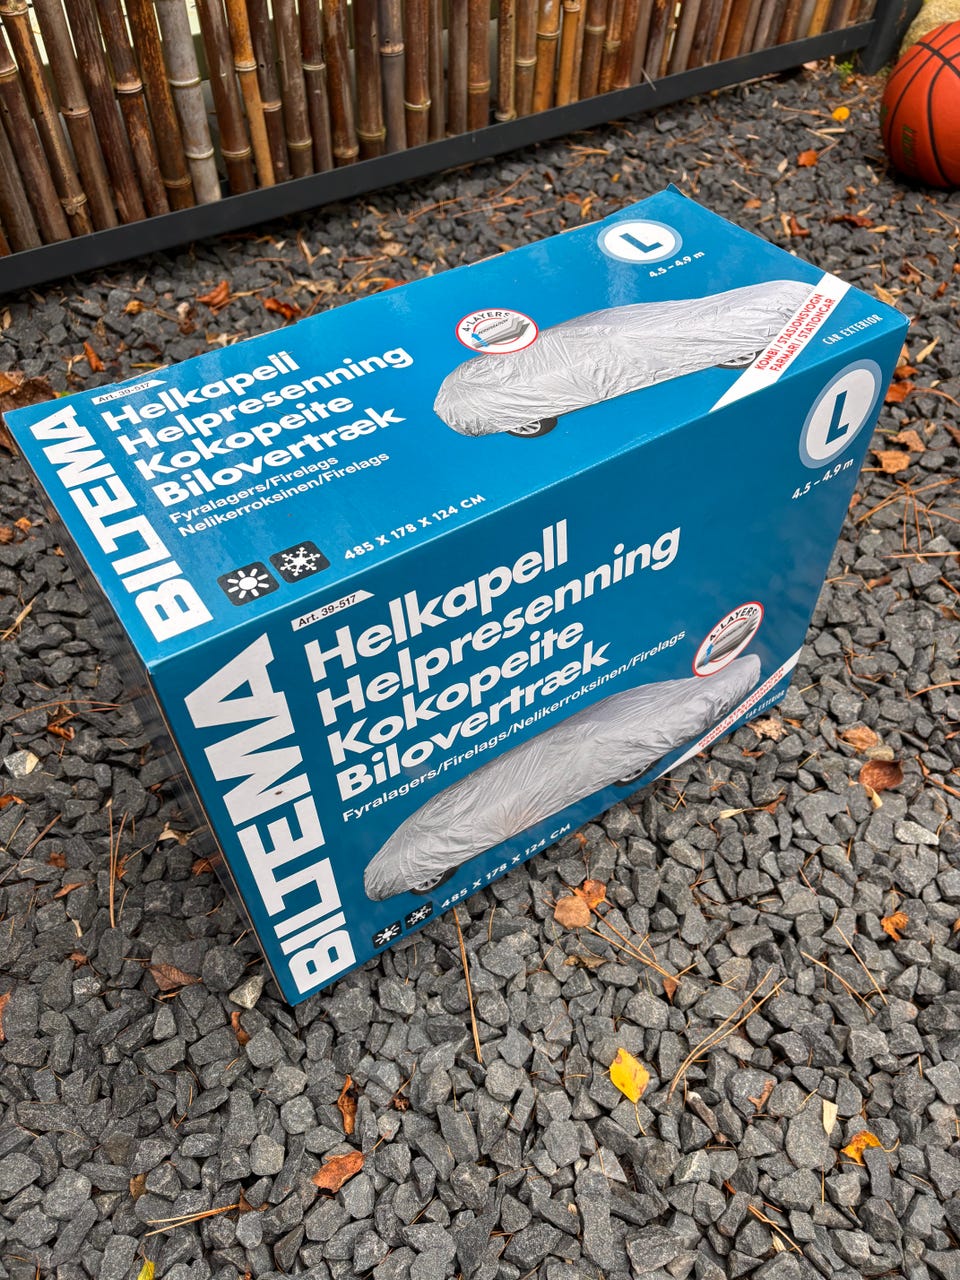 BILTEMA
Art. 39-517
Helkapell
Helpresenning
Kokopeite
Bilovertræk
Fyralagers/Firelags
Nelikerroksinen/Firelags
485 X 178 X 124 CM
4-LAYERS
L
4.5 – 4.9 m
KOMBI / STASJONSVOGN
FARMARI / STATIONCAR
CAR EXTERIOR
BILTEMA
Art. 39-517
Helkapell
Helpresenning
Kokopeite
Bilovertræk
Fyralagers/Firelags/Nelikerroksinen/Firelags
485 X 178 X 124 CM
4-LAYERS
L
4.5 – 4.9 m
CAR EXTERIOR